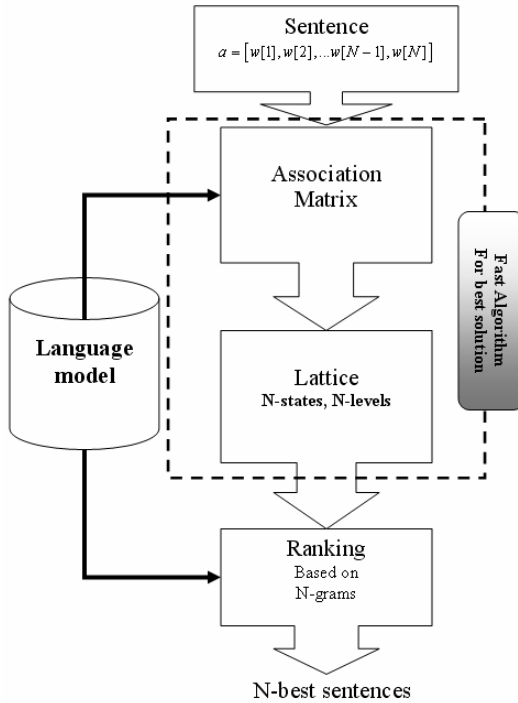 Sentence
a = [w[1], w[2], ...w[N−1], w[N]]
Association
Matrix
Fast Algorithm
For best solution
Language
model
Lattice
N-states, N-levels
Ranking
Based on
N-grams
N-best sentences